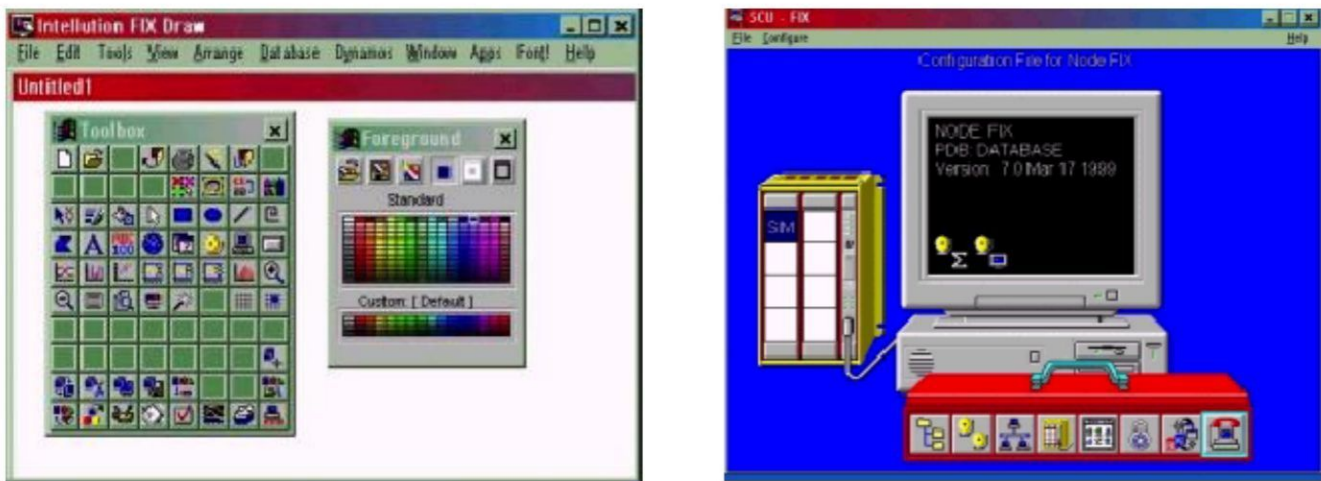 Intellution FIX Draw
File Edit Tools View Arrange Database Dynamos Window Apps !Font! Help
Untitled1
Toolbox
Foreground
Standard
Custom: [ Default ]
SCU - FIX
File Configure Help
Configuration File for Node FIX
NODE: FIX
PDB: DATABASE
Version: 7.0 Mar 17 1999
SIM